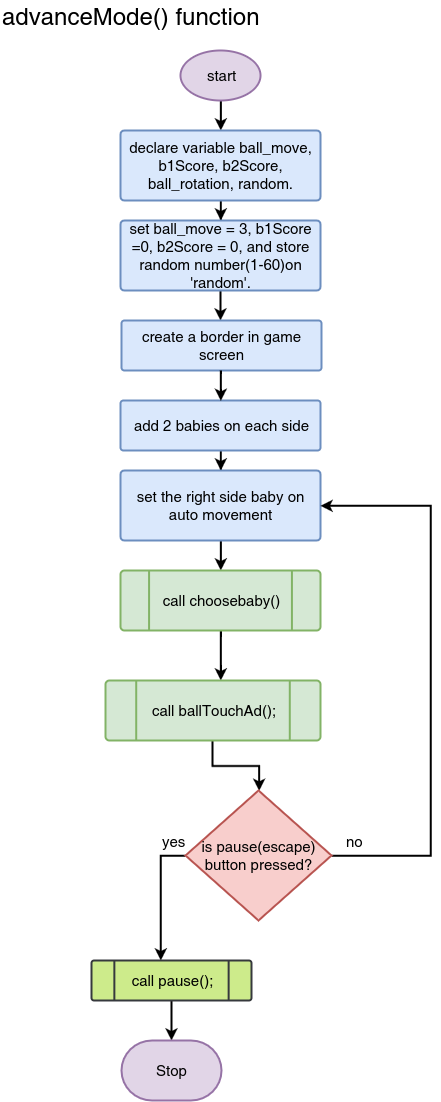 advanceMode() function
start
declare variable ball_move,
b1Score, b2Score,
ball_rotation, random.
set ball_move = 3, b1Score
=0, b2Score = 0, and store
random number(1-60)on
'random'.
create a border in game
screen
add 2 babies on each side
set the right side baby on
auto movement
call choosebaby()
call ballTouchAd();
yes
no
is pause(escape)
button pressed?
call pause();
Stop